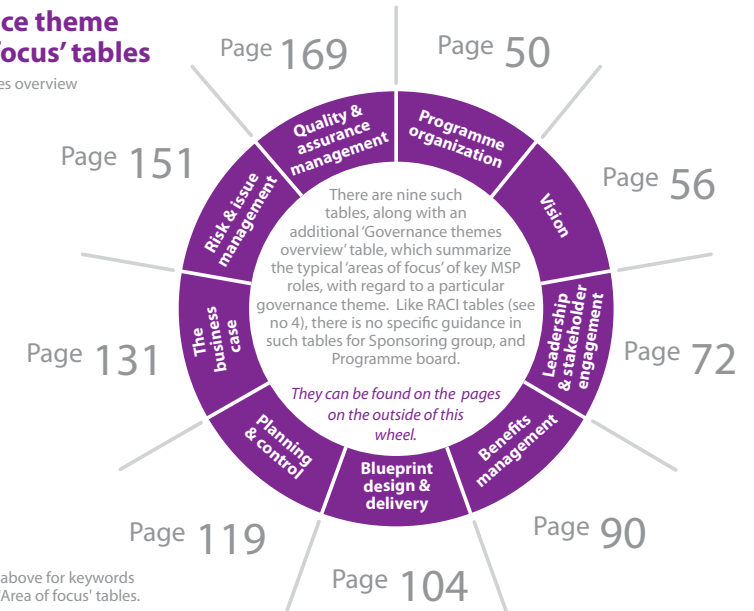 ce theme
focus’ tables
es overview
Page 169
Page 50
Page 151
Page 56
Page 131
Page 72
Page 119
Page 90
Page 104
Quality &
assurance
management
Programme
organization
Vision
Leadership
& stakeholder
engagement
Benefits
management
Blueprint
design &
delivery
Planning
& control
The
business
case
Risk & issue
management
There are nine such
tables, along with an
additional ‘Governance themes
overview’ table, which summarize
the typical ‘areas of focus’ of key MSP
roles, with regard to a particular
governance theme. Like RACI tables (see
no 4), there is no specific guidance in
such tables for Sponsoring group, and
Programme board.
They can be found on the pages
on the outside of this
wheel.
above for keywords
'Area of focus' tables.